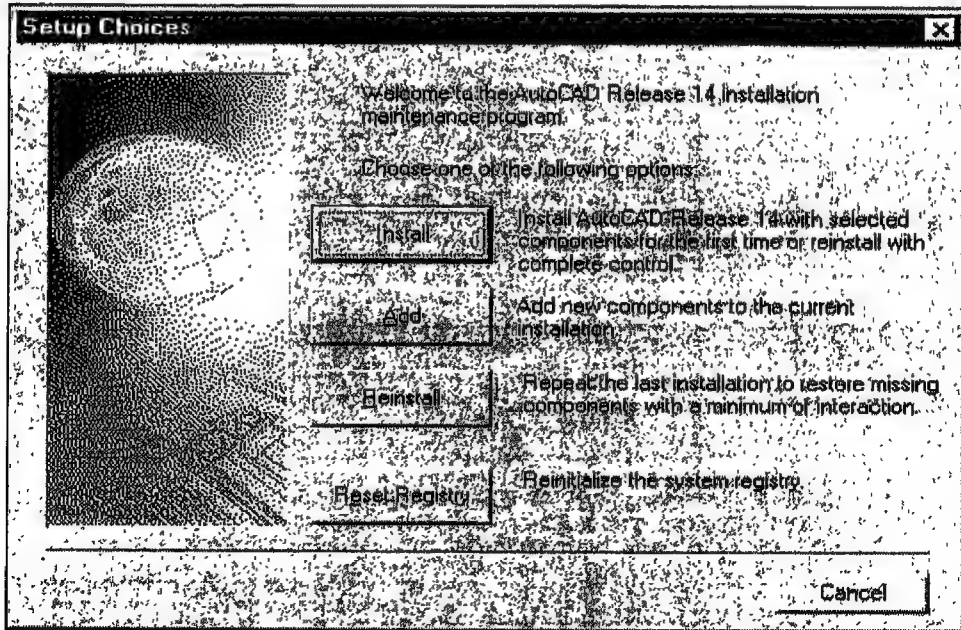 Setup Choices
Welcome to the AutoCAD Release 14 installation
maintenance program.
Choose one of the following options:
Install
Install AutoCAD Release 14 with selected
components for the first time or reinstall with
complete control.
Add
Add new components to the current
installation.
Reinstall
Repeat the last installation to restore missing
components with a minimum of interaction.
Reset Registry
Reinitialize the system registry.
Cancel